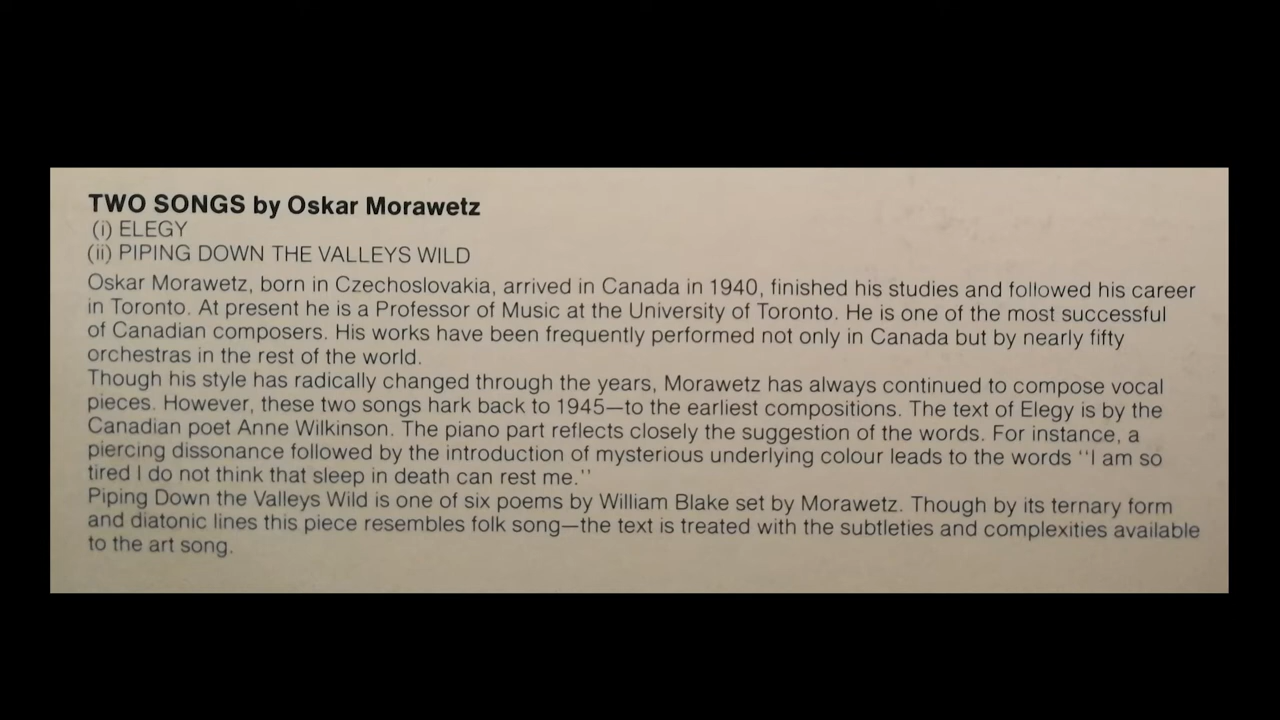 TWO SONGS by Oskar Morawetz
(i) ELEGY
(ii) PIPING DOWN THE VALLEYS WILD
Oskar Morawetz, born in Czechoslovakia, arrived in Canada in 1940, finished his studies and followed his career
in Toronto. At present he is a Professor of Music at the University of Toronto. He is one of the most successful
of Canadian composers. His works have been frequently performed not only in Canada but by nearly fifty
orchestras in the rest of the world.
Though his style has radically changed through the years, Morawetz has always continued to compose vocal
pieces. However, these two songs hark back to 1945—to the earliest compositions. The text of Elegy is by the
Canadian poet Anne Wilkinson. The piano part reflects closely the suggestion of the words. For instance, a
piercing dissonance followed by the introduction of mysterious underlying colour leads to the words ''I am so
tired I do not think that sleep in death can rest me.''
Piping Down the Valleys Wild is one of six poems by William Blake set by Morawetz. Though by its ternary form
and diatonic lines this piece resembles folk song—the text is treated with the subtleties and complexities available
to the art song.